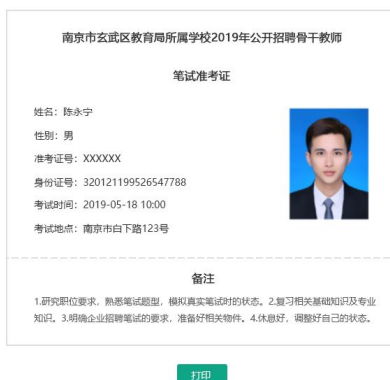 南京市玄武区教育局所属学校2019年公开招聘骨干教师
笔试准考证
姓名：陈永宁
性别：男
准考证号：XXXXXX
身份证号：320121199526547788
考试时间：2019-05-18 10:00
考试地点：南京市白下路123号
备注
1.研究职位要求，熟悉笔试题型，模拟真实笔试时的状态。2.复习相关基础知识及专业
知识。3.明确企业招聘笔试的要求，准备好相关物件。4.休息好，调整好自己的状态。
打印